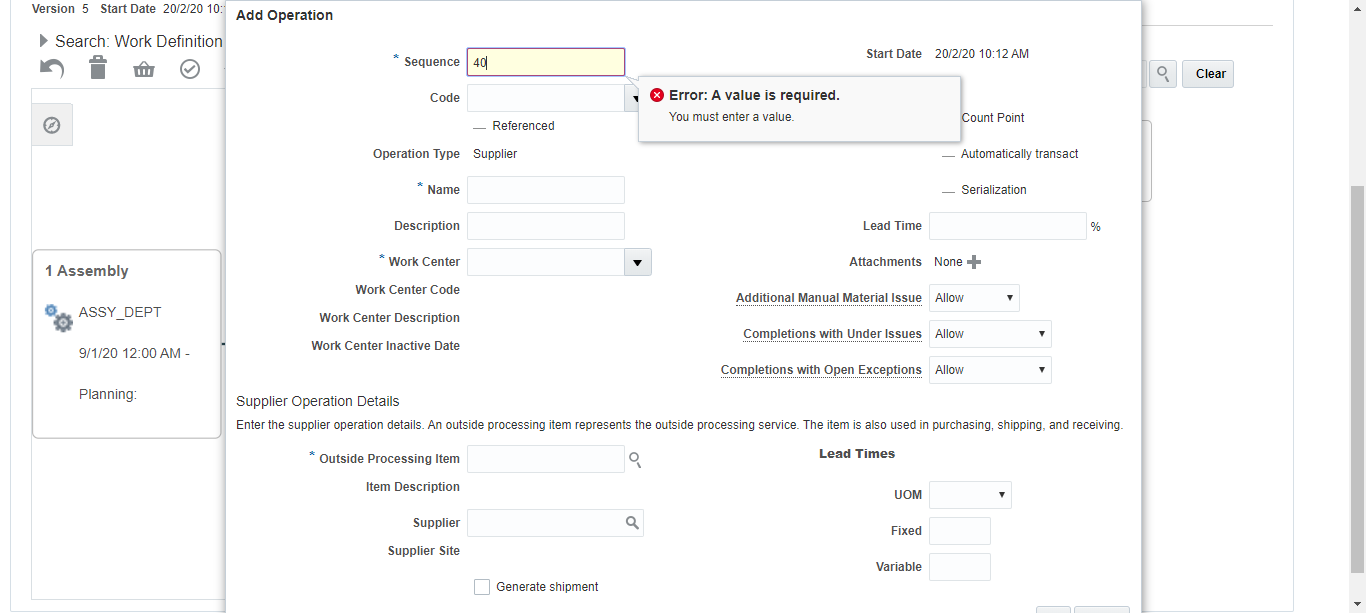 Version 5 Start Date 20/2/20 10:
Search: Work Definition
Clear
1 Assembly
ASSY_DEPT
9/1/20 12:00 AM -
Planning:
Add Operation
* Sequence 40
Code
Referenced
Operation Type Supplier
* Name
Description
* Work Center
Work Center Code
Work Center Description
Work Center Inactive Date
Start Date 20/2/20 10:12 AM
Error: A value is required.
You must enter a value.
Count Point
Automatically transact
Serialization
Lead Time %
Attachments None
Additional Manual Material Issue Allow
Completions with Under Issues Allow
Completions with Open Exceptions Allow
Supplier Operation Details
Enter the supplier operation details. An outside processing item represents the outside processing service. The item is also used in purchasing, shipping, and receiving.
* Outside Processing Item
Item Description
Supplier
Supplier Site
Generate shipment
Lead Times
UOM
Fixed
Variable